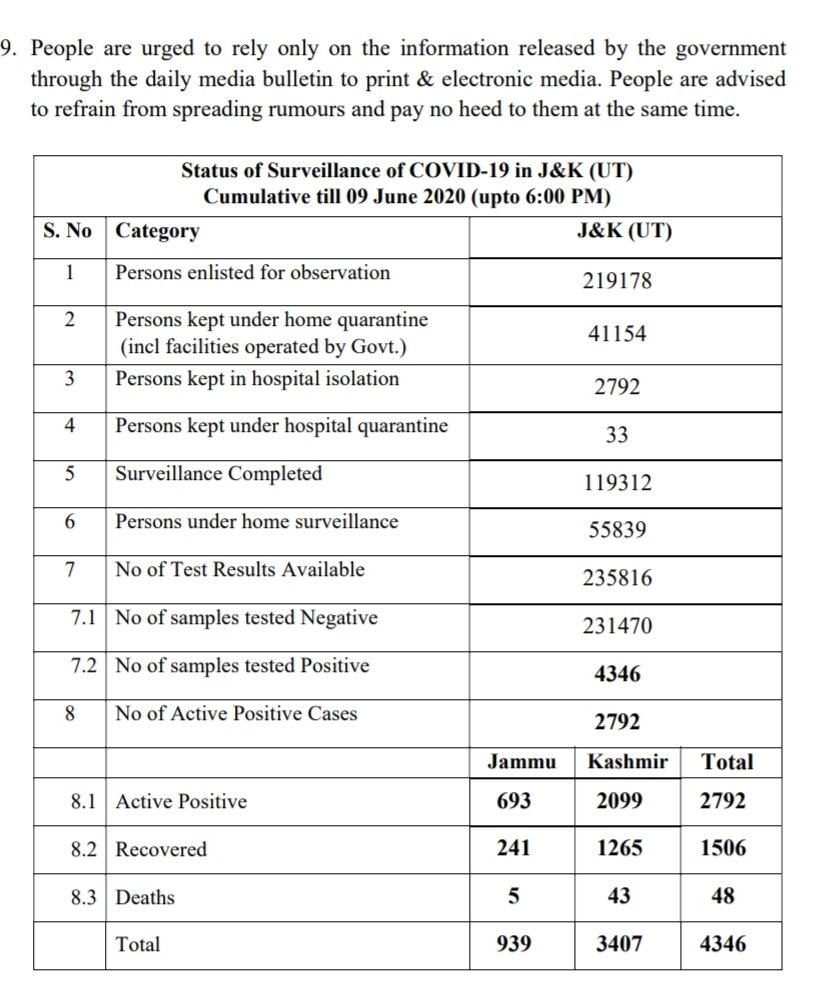 9. People are urged to rely only on the information released by the government
through the daily media bulletin to print & electronic media. People are advised
to refrain from spreading rumours and pay no heed to them at the same time.
Status of Surveillance of COVID-19 in J&K (UT)
Cumulative till 09 June 2020 (upto 6:00 PM)
S. No Category J&K (UT)
1 Persons enlisted for observation 219178
2 Persons kept under home quarantine
(incl facilities operated by Govt.) 41154
3 Persons kept in hospital isolation 2792
4 Persons kept under hospital quarantine 33
5 Surveillance Completed 119312
6 Persons under home surveillance 55839
7 No of Test Results Available 235816
7.1 No of samples tested Negative 231470
7.2 No of samples tested Positive 4346
8 No of Active Positive Cases 2792
Jammu Kashmir Total
8.1 Active Positive 693 2099 2792
8.2 Recovered 241 1265 1506
8.3 Deaths 5 43 48
Total 939 3407 4346